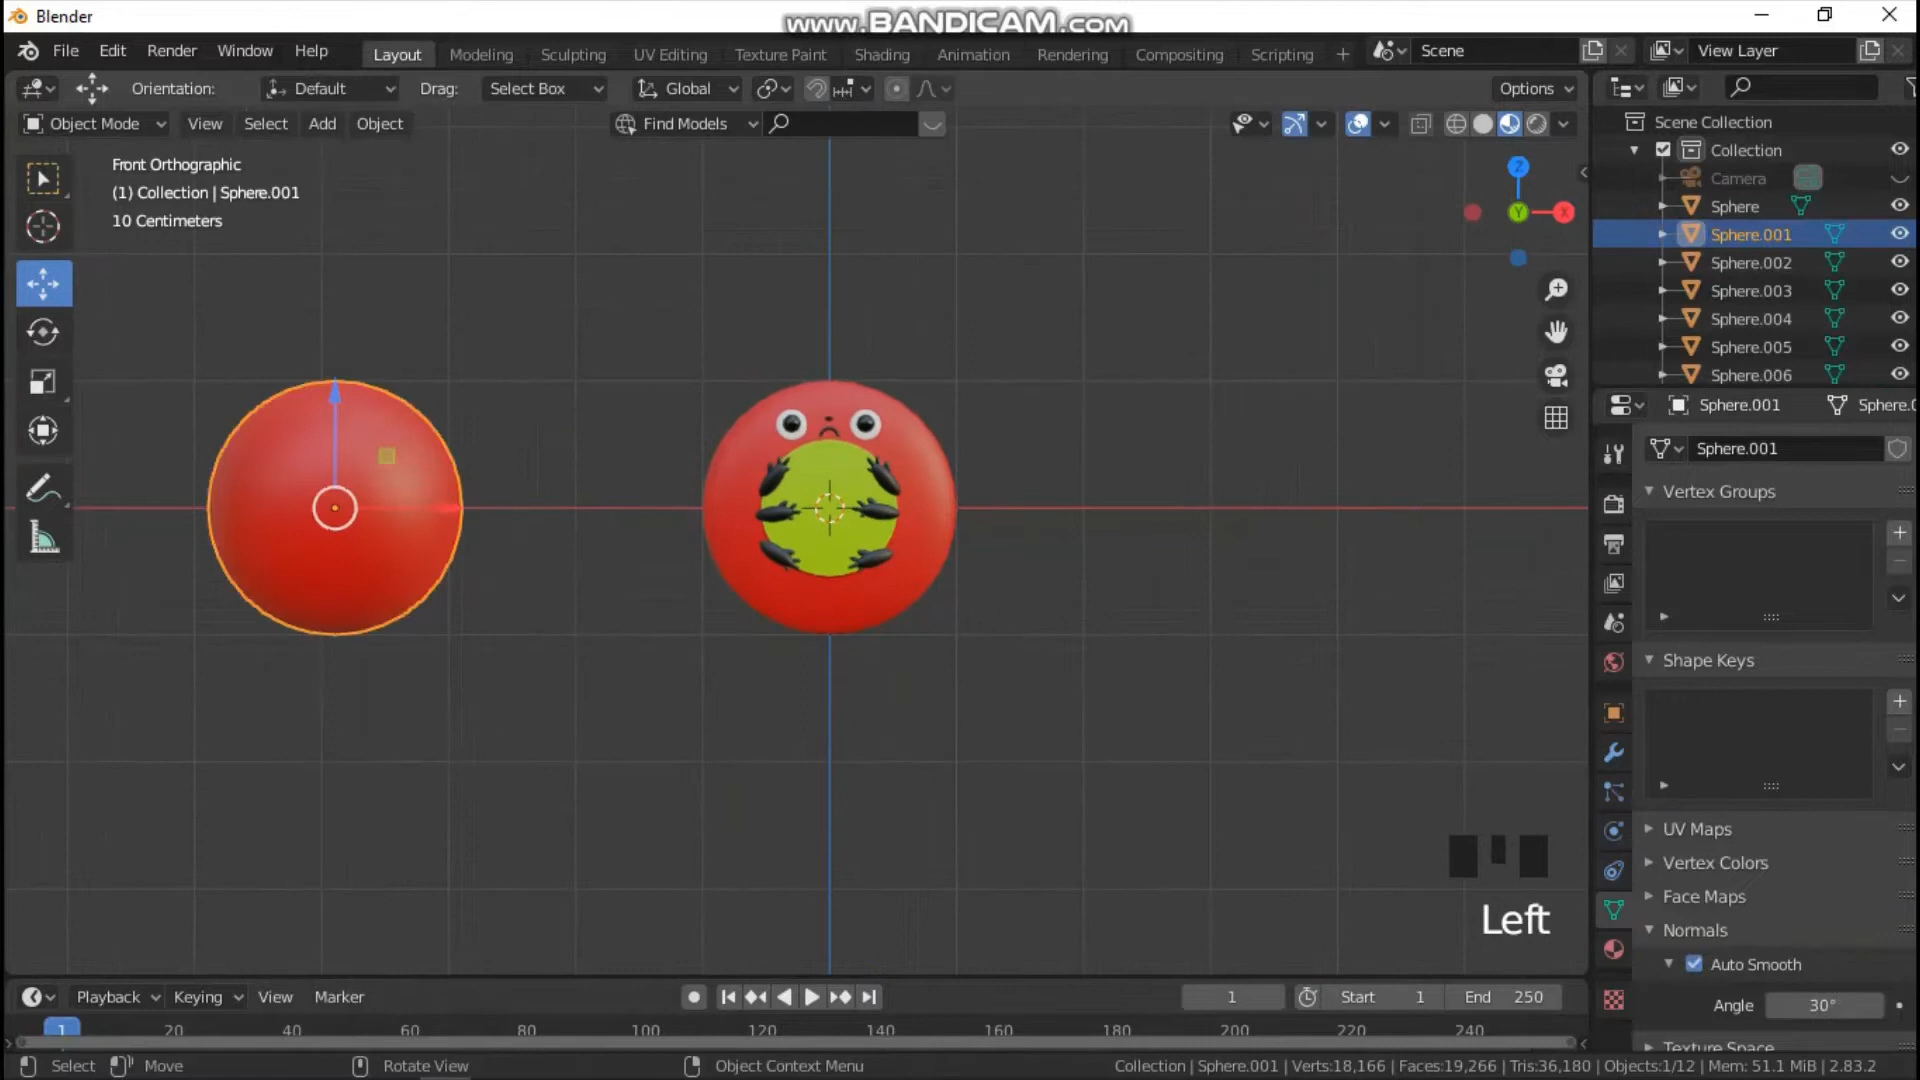 Blender
www.BANDICAM.com
File Edit Render Window Help
Layout Modeling Sculpting UV Editing Texture Paint Shading Animation Rendering Compositing Scripting +
Scene
View Layer
Orientation: Default Drag: Select Box Global Options
Object Mode View Select Add Object Find Models
Front Orthographic
(1) Collection | Sphere.001
10 Centimeters
Z
Y
X
Scene Collection
Collection
Camera
Sphere
Sphere.001
Sphere.002
Sphere.003
Sphere.004
Sphere.005
Sphere.006
Sphere.001
Sphere.001
Vertex Groups
Shape Keys
UV Maps
Vertex Colors
Face Maps
Normals
Auto Smooth
Angle 30°
Left
Playback Keying View Marker 1 Start 1 End 250
1 20 40 60 80 100 120 140 160 180 200 220 240
Select Move Rotate View Object Context Menu Collection | Sphere.001 | Verts:18,166 | Faces:19,266 | Tris:36,180 | Objects:1/12 | Mem: 51.1 MiB | 2.83.2